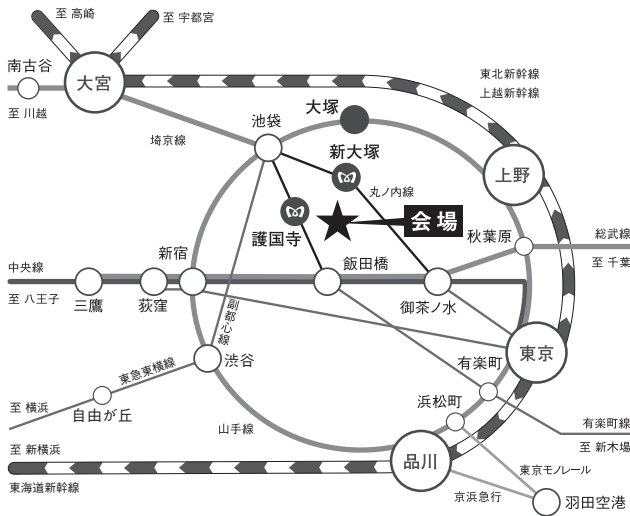 至 高崎
至 宇都宮
南古谷
大宮
至 川越
東北新幹線
上越新幹線
大塚
池袋
埼京線
新大塚
上野
丸ノ内線
会場
護国寺
秋葉原
総武線
至 千葉
新宿
飯田橋
中央線
至 八王子
三鷹
荻窪
御茶ノ水
副都心線
東京
渋谷
有楽町
東急東横線
浜松町
至 横浜
自由が丘
山手線
有楽町線
至 新木場
至 新横浜
品川
東京モノレール
東海道新幹線
京浜急行
羽田空港